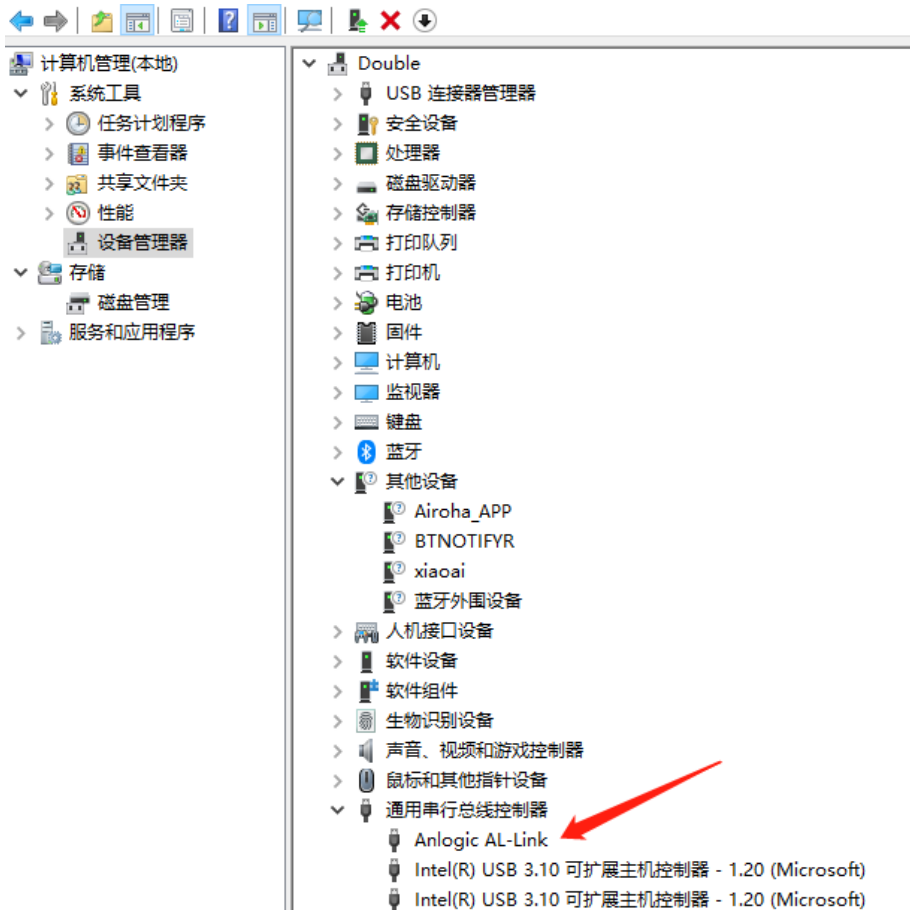 计算机管理(本地)
系统工具
任务计划程序
事件查看器
共享文件夹
性能
设备管理器
存储
磁盘管理
服务和应用程序
Double
USB 连接器管理器
安全设备
处理器
磁盘驱动器
存储控制器
打印队列
打印机
电池
固件
计算机
监视器
键盘
蓝牙
其他设备
Airoha_APP
BTNOTIFYR
xiaoai
蓝牙外围设备
人机接口设备
软件设备
软件组件
生物识别设备
声音、视频和游戏控制器
鼠标和其他指针设备
通用串行总线控制器
Anlogic AL-Link
Intel(R) USB 3.10 可扩展主机控制器 - 1.20 (Microsoft)
Intel(R) USB 3.10 可扩展主机控制器 - 1.20 (Microsoft)